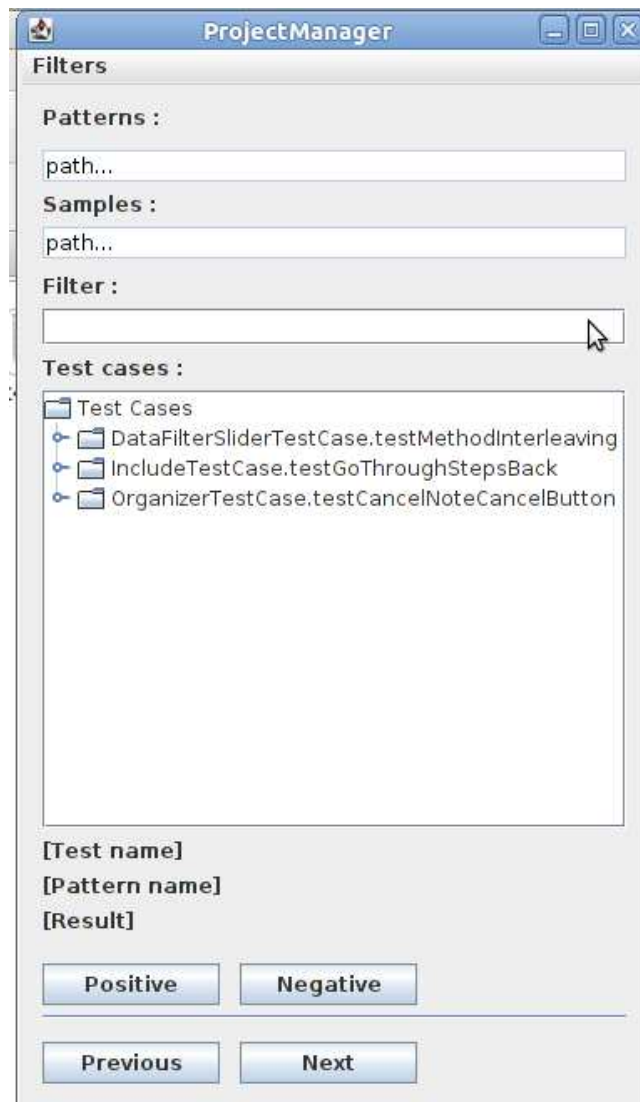 ProjectManager
Filters
Patterns :
path...
Samples :
path...
Filter :
Test cases :
Test Cases
DataFilterSliderTestCase.testMethodInterleaving
IncludeTestCase.testGoThroughStepsBack
OrganizerTestCase.testCancelNoteCancelButton
[Test name]
[Pattern name]
[Result]
Positive Negative
Previous Next